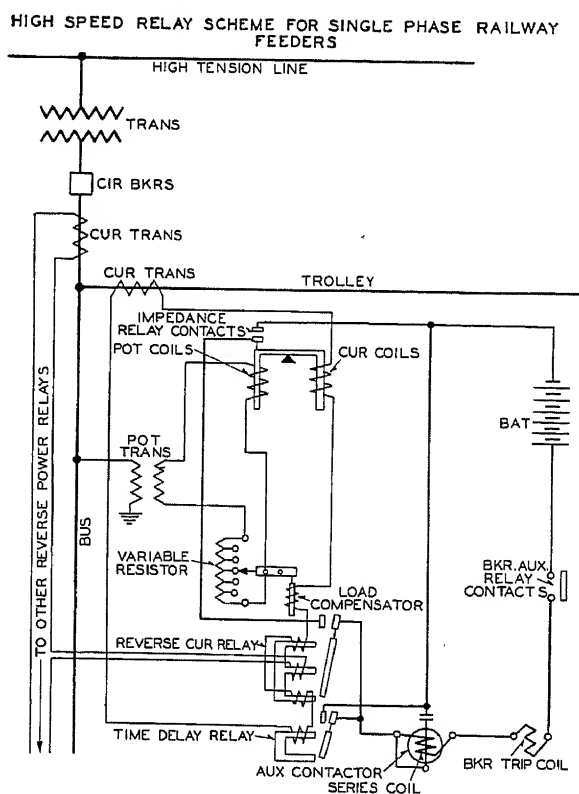 HIGH SPEED RELAY SCHEME FOR SINGLE PHASE RAILWAY
FEEDERS
HIGH TENSION LINE
TRANS
CIR BKRS
CUR TRANS
CUR TRANS
TROLLEY
IMPEDANCE
RELAY CONTACTS
POT COILS
CUR COILS
BAT
POT
TRANS
TO OTHER REVERSE POWER RELAYS
BUS
VARIABLE
RESISTOR
BKR. AUX.
RELAY
CONTACTS
LOAD
COMPENSATOR
REVERSE CUR RELAY
TIME DELAY RELAY
AUX CONTACTOR
SERIES COIL
BKR TRIP COIL